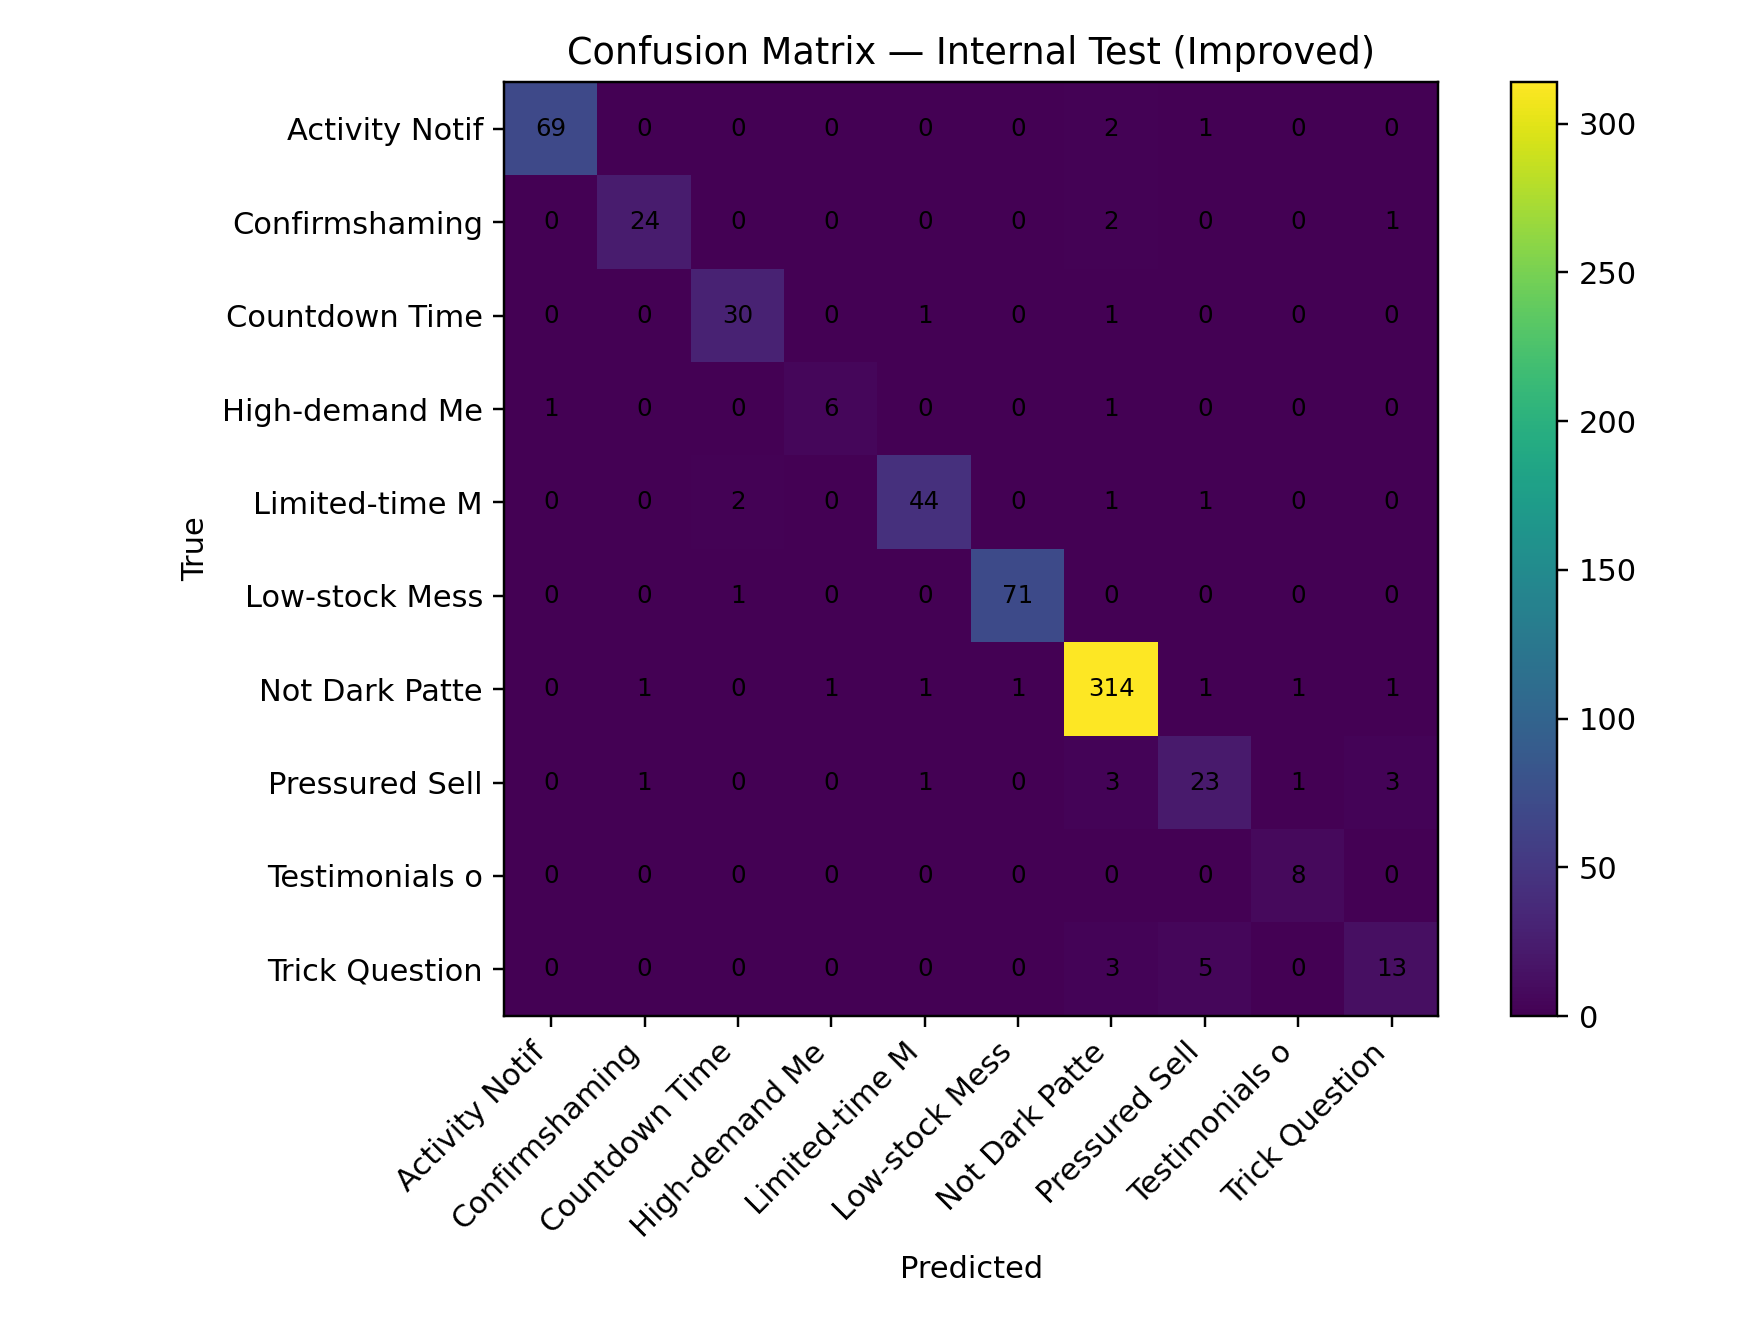 Confusion Matrix — Internal Test (Improved)
Activity Notif 69 0 0 0 0 0 2 1 0 0
Confirmshaming 0 24 0 0 0 0 2 0 0 1
Countdown Time 0 0 30 0 1 0 1 0 0 0
High-demand Me 1 0 0 6 0 0 1 0 0 0
Limited-time M 0 0 2 0 44 0 1 1 0 0
Low-stock Mess 0 0 1 0 0 71 0 0 0 0
Not Dark Patte 0 1 0 1 1 1 314 1 1 1
Pressured Sell 0 1 0 0 1 0 3 23 1 3
Testimonials o 0 0 0 0 0 0 0 0 8 0
Trick Question 0 0 0 0 0 0 3 5 0 13
True
Activity Notif
Confirmshaming
Countdown Time
High-demand Me
Limited-time M
Low-stock Mess
Not Dark Patte
Pressured Sell
Testimonials o
Trick Question
Predicted
300
250
200
150
100
50
0